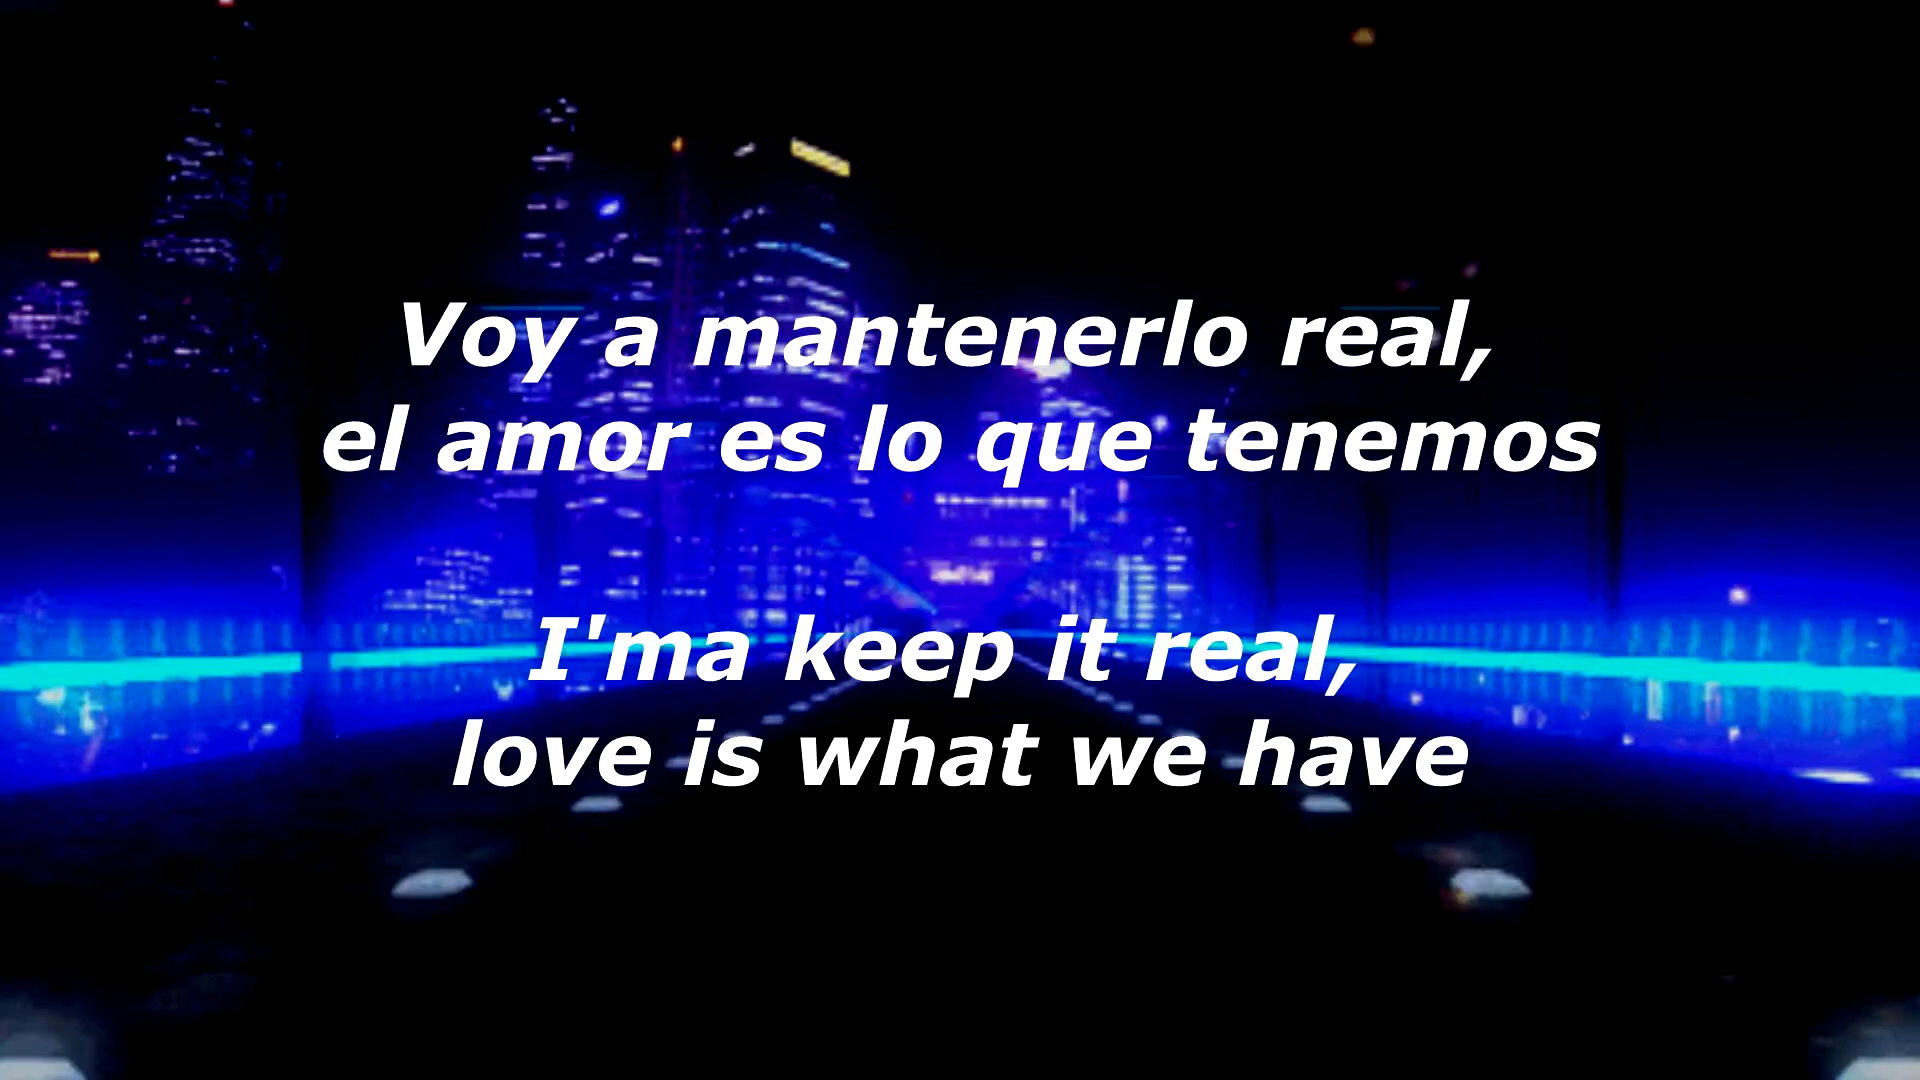 Voy a mantenerlo real,
el amor es lo que tenemos
I'ma keep it real,
love is what we have